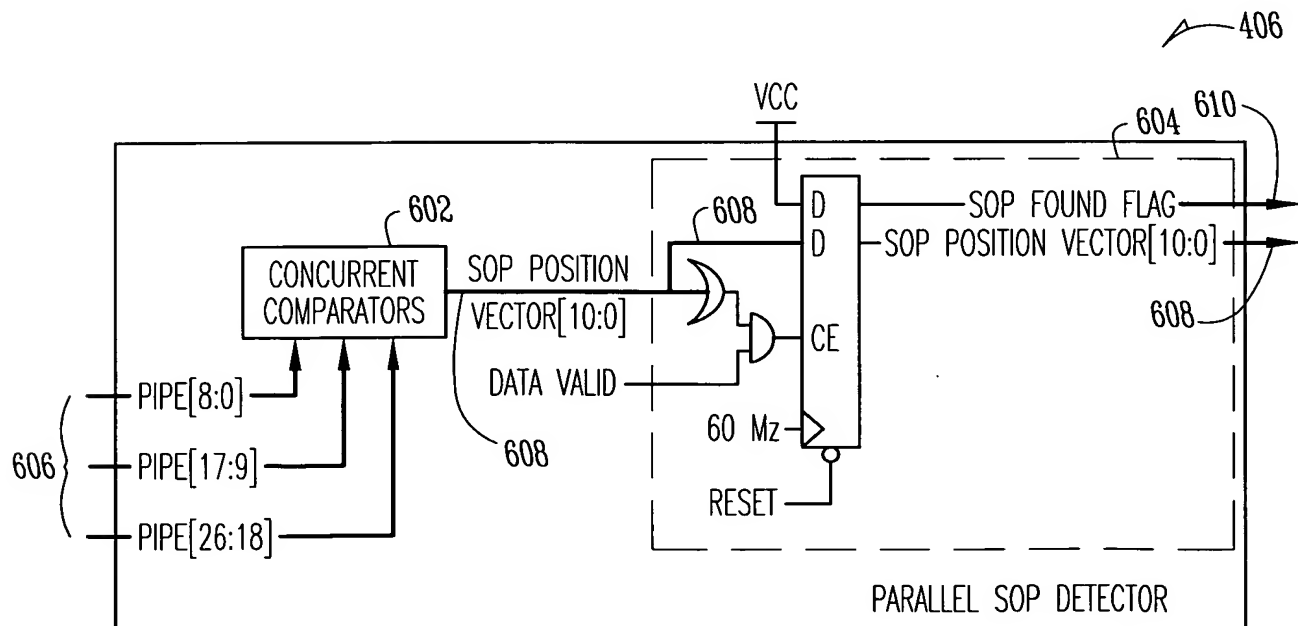 406
VCC
604
610
602
608
D
SOP FOUND FLAG
CONCURRENT
COMPARATORS
SOP POSITION
VECTOR[10:0]
D
SOP POSITION VECTOR[10:0]
608
CE
DATA VALID
606
PIPE[8:0]
608
60 Mz
PIPE[17:9]
RESET
PIPE[26:18]
PARALLEL SOP DETECTOR